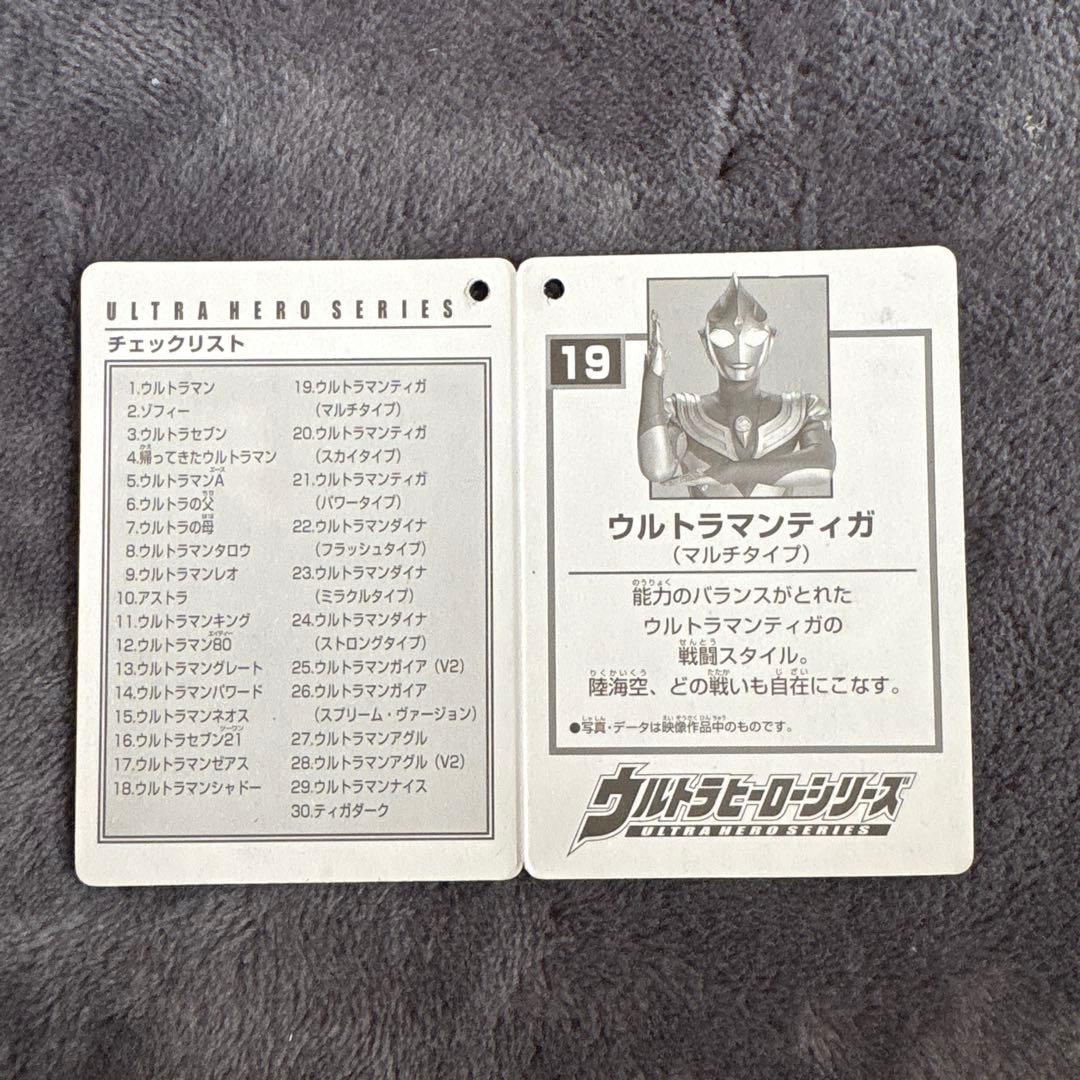 ULTRA HERO SERIES
チェックリスト
1.ウルトラマン
2.ゾフィー
3.ウルトラセブン
4.帰ってきたウルトラマン
5.ウルトラマンA
6.ウルトラの父
7.ウルトラの母
8.ウルトラマンタロウ
9.ウルトラマンレオ
10.アストラ
11.ウルトラマンキング
12.ウルトラマン80
13.ウルトラマングレート
14.ウルトラマンパワード
15.ウルトラマンネオス
16.ウルトラセブン21
17.ウルトラマンゼアス
18.ウルトラマンシャドー
19.ウルトラマンティガ
(マルチタイプ)
20.ウルトラマンティガ
(スカイタイプ)
21.ウルトラマンティガ
(パワータイプ)
22.ウルトラマンダイナ
(フラッシュタイプ)
23.ウルトラマンダイナ
(ミラクルタイプ)
24.ウルトラマンダイナ
(ストロングタイプ)
25.ウルトラマンガイア (V2)
26.ウルトラマンガイア
(スプリーム・ヴァージョン)
27.ウルトラマンアグル
28.ウルトラマンアグル (V2)
29.ウルトラマンナイス
30.ティガダーク
19
ウルトラマンティガ
(マルチタイプ)
能力のバランスがとれた
ウルトラマンティガの
戦闘スタイル。
陸海空、どの戦いも自在にこなす。
●写真・データは映像作品中のものです。
ウルトラヒーローシリーズ
ULTRA HERO SERIES